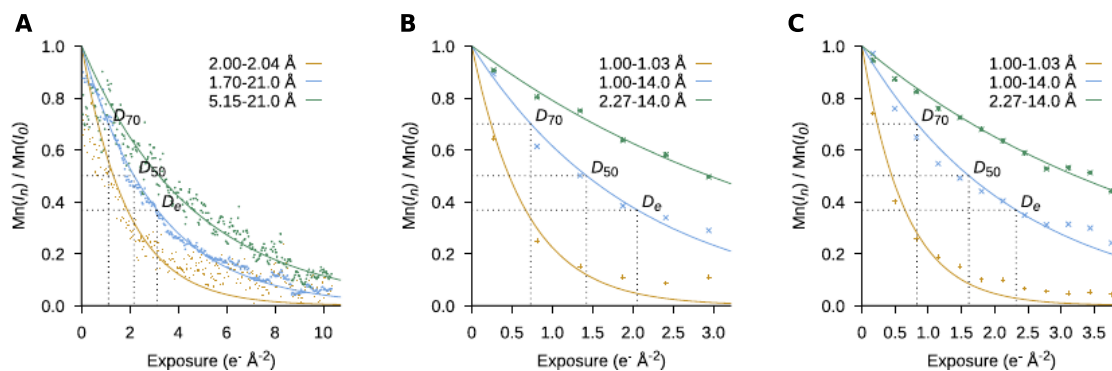 A
Mn(Iₙ) / Mn(I₀)
1.0
0.8
0.6
0.4
0.2
0.0
2.00-2.04 Å
1.70-21.0 Å
5.15-21.0 Å
D₇₀
D₅₀
Dₑ
0 2 4 6 8 10
Exposure (e⁻ Å⁻²)
B
Mn(Iₙ) / Mn(I₀)
1.0
0.8
0.6
0.4
0.2
0.0
1.00-1.03 Å
1.00-14.0 Å
2.27-14.0 Å
D₇₀
D₅₀
Dₑ
0.0 0.5 1.0 1.5 2.0 2.5 3.0
Exposure (e⁻ Å⁻²)
C
Mn(Iₙ) / Mn(I₀)
1.0
0.8
0.6
0.4
0.2
0.0
1.00-1.03 Å
1.00-14.0 Å
2.27-14.0 Å
D₇₀
D₅₀
Dₑ
0.0 0.5 1.0 1.5 2.0 2.5 3.0 3.5
Exposure (e⁻ Å⁻²)